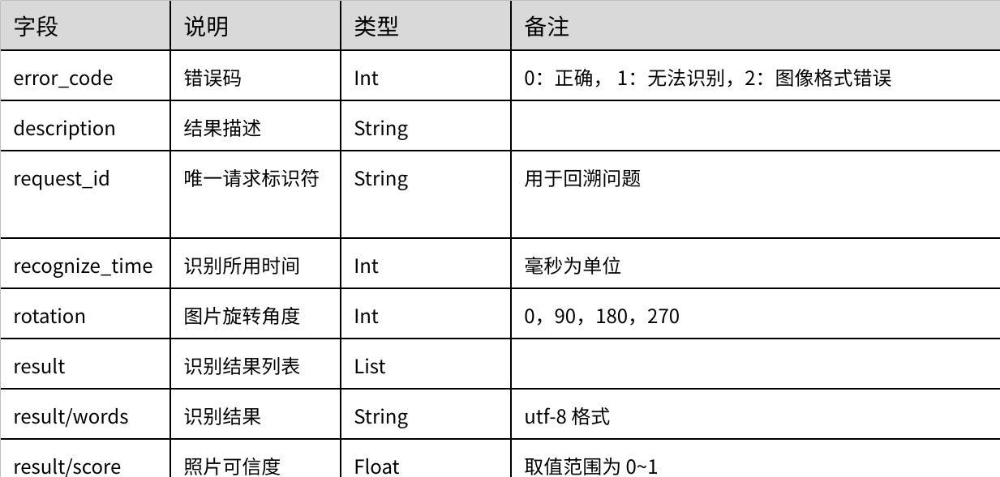 字段 说明 类型 备注
error_code 错误码 Int 0：正确， 1：无法识别，2：图像格式错误
description 结果描述 String
request_id 唯一请求标识符 String 用于回溯问题
recognize_time 识别所用时间 Int 毫秒为单位
rotation 图片旋转角度 Int 0，90，180，270
result 识别结果列表 List
result/words 识别结果 String utf-8 格式
result/score 照片可信度 Float 取值范围为 0~1